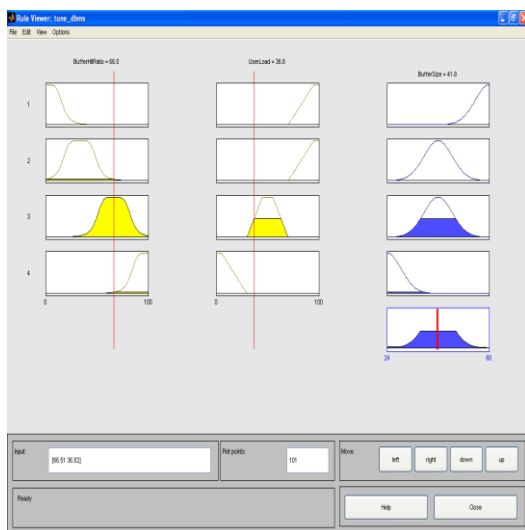 Rule Viewer: tune_dbms
File Edit View Options
BufferHitRatio = 66.5 UserLoad = 36.8 BufferSize = 41.8
1
2
3
4
0 100 0 100
24 90
Input: [66.51 36.82] Plot points: 101 Move: left right down up
Ready Help Close